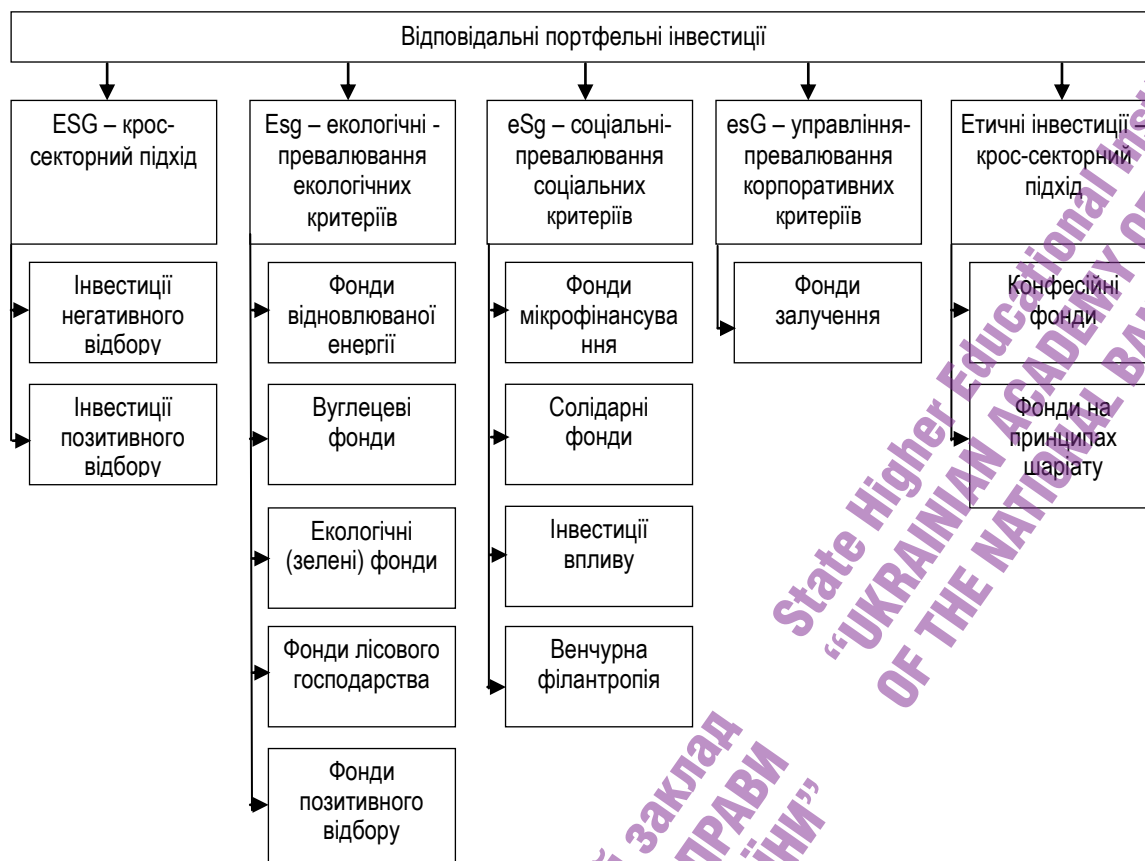 Відповідальні портфельні інвестиції
ESG – крос-
секторний підхід
Esg – екологічні -
превалювання
екологічних
критеріїв
eSg – соціальні-
превалювання
соціальних
критеріїв
esG – управління-
превалювання
корпоративних
критеріїв
Етичні інвестиції –
крос-секторний
підхід
Інвестиції
негативного
відбору
Інвестиції
позитивного
відбору
Фонди
відновлюваної
енергії
Вуглецеві
фонди
Екологічні
(зелені) фонди
Фонди лісового
господарства
Фонди
позитивного
відбору
Фонди
мікрофінансува
ння
Солідарні
фонди
Інвестиції
впливу
Венчурна
філантропія
Фонди
залучення
Конфесійні
фонди
Фонди на
принципах
шаріату
State Higher Educational
“UKRAINIAN ACADEMY
OF THE NATIONAL
заклад